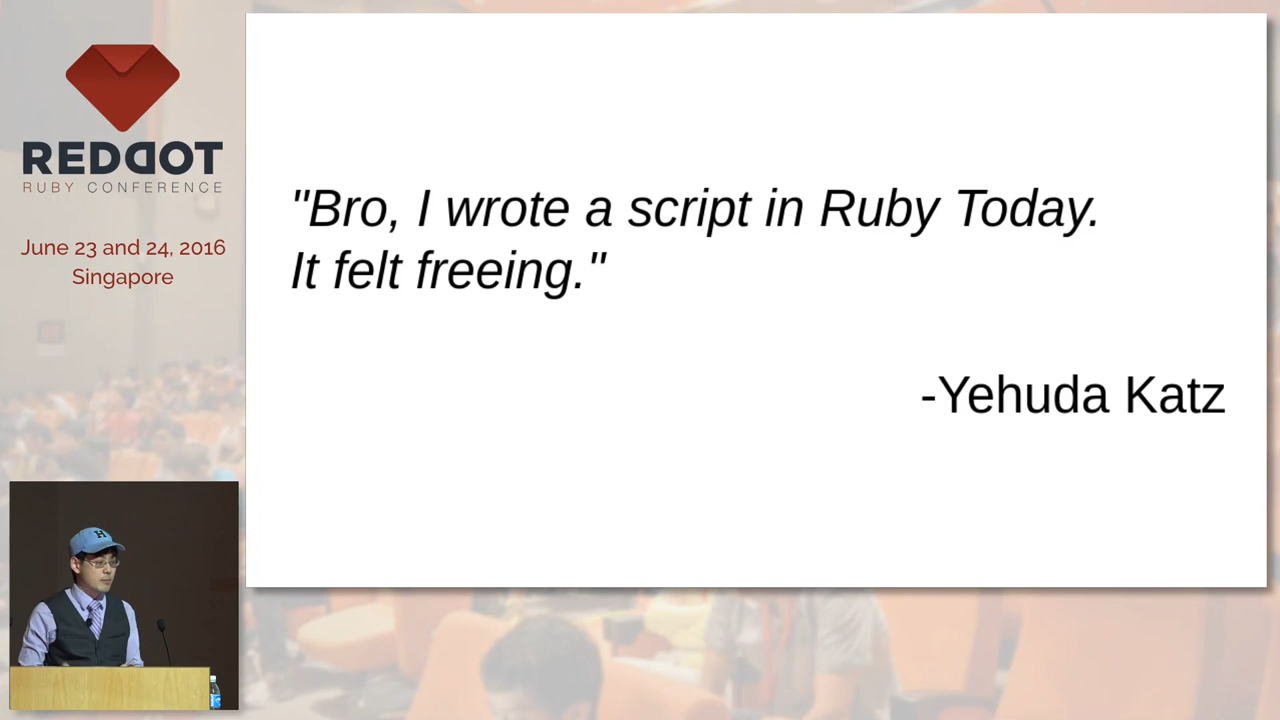 REDDOT
RUBY CONFERENCE
June 23 and 24, 2016
Singapore
"Bro, I wrote a script in Ruby Today.
It felt freeing."
-Yehuda Katz
H